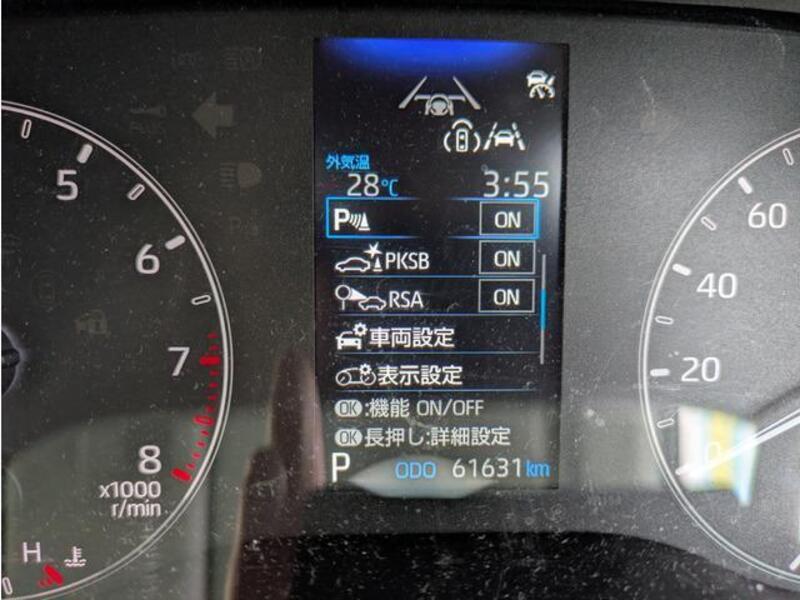 外気温
28℃ 3:55
P ON
PKSB ON
RSA ON
車両設定
表示設定
OK:機能 ON/OFF
OK長押し:詳細設定
P ODO 61631km
5
6
7
8
x1000
r/min
H
60
40
20
0